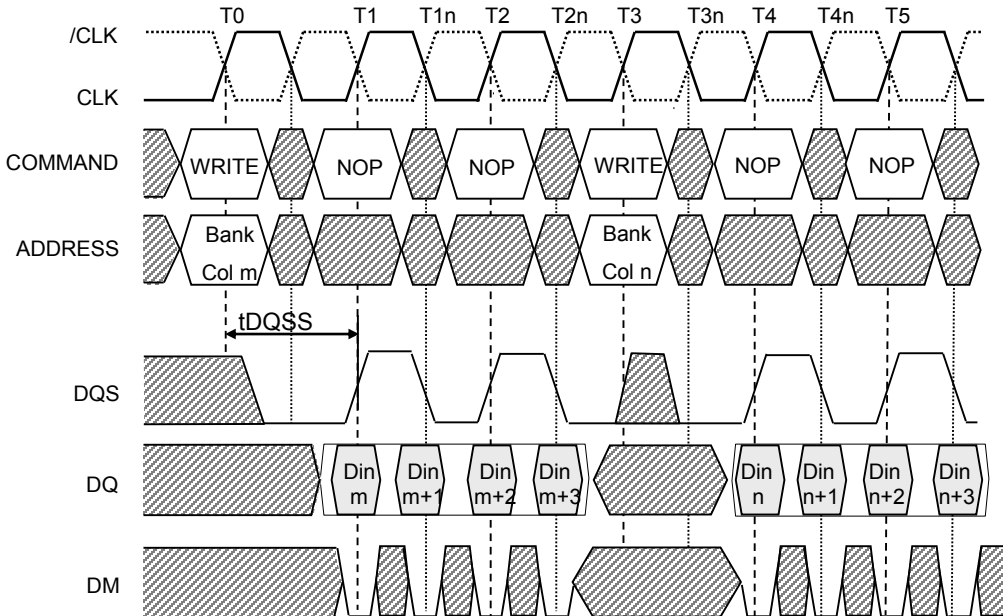 T0 T1 T1n T2 T2n T3 T3n T4 T4n T5
/CLK
CLK
COMMAND WRITE NOP NOP WRITE NOP NOP
ADDRESS
Bank
Col m
Bank
Col n
tDQSS
DQS
DQ
Din
m
Din
m+1
Din
m+2
Din
m+3
Din
n
Din
n+1
Din
n+2
Din
n+3
DM